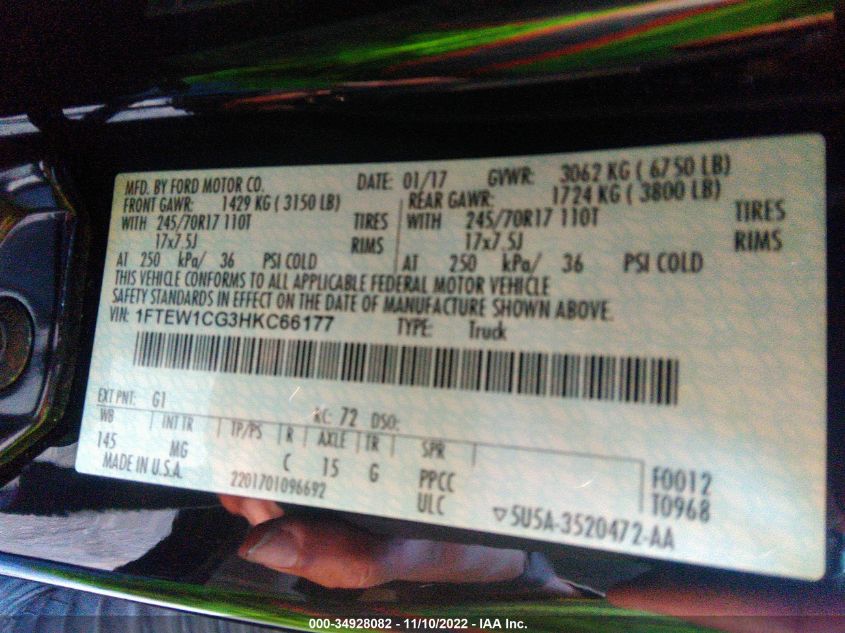 MFD. BY FORD MOTOR CO. DATE: 01/17 GVWR: 3062 KG ( 6750 LB)
FRONT GAWR: 1429 KG ( 3150 LB) REAR GAWR: 1724 KG ( 3800 LB)
WITH 245/70R17 110T TIRES WITH 245/70R17 110T TIRES
17x7.5J RIMS 17x7.5J RIMS
AT 250 kPa/ 36 PSI COLD AT 250 kPa/ 36 PSI COLD
THIS VEHICLE CONFORMS TO ALL APPLICABLE FEDERAL MOTOR VEHICLE
SAFETY STANDARDS IN EFFECT ON THE DATE OF MANUFACTURE SHOWN ABOVE.
VIN: 1FTEW1CG3HKC66177 TYPE: Truck
EXT PNT: G1 RC: 72 DSO:
WB INT TR TP/PS R AXLE TR SPR
145 MG C 15 G PPCC F0012
MADE IN U.S.A. 2201701096692 ULC T0968
▽5U5A-3520472-AA
000-34928082 - 11/10/2022 - IAA Inc.